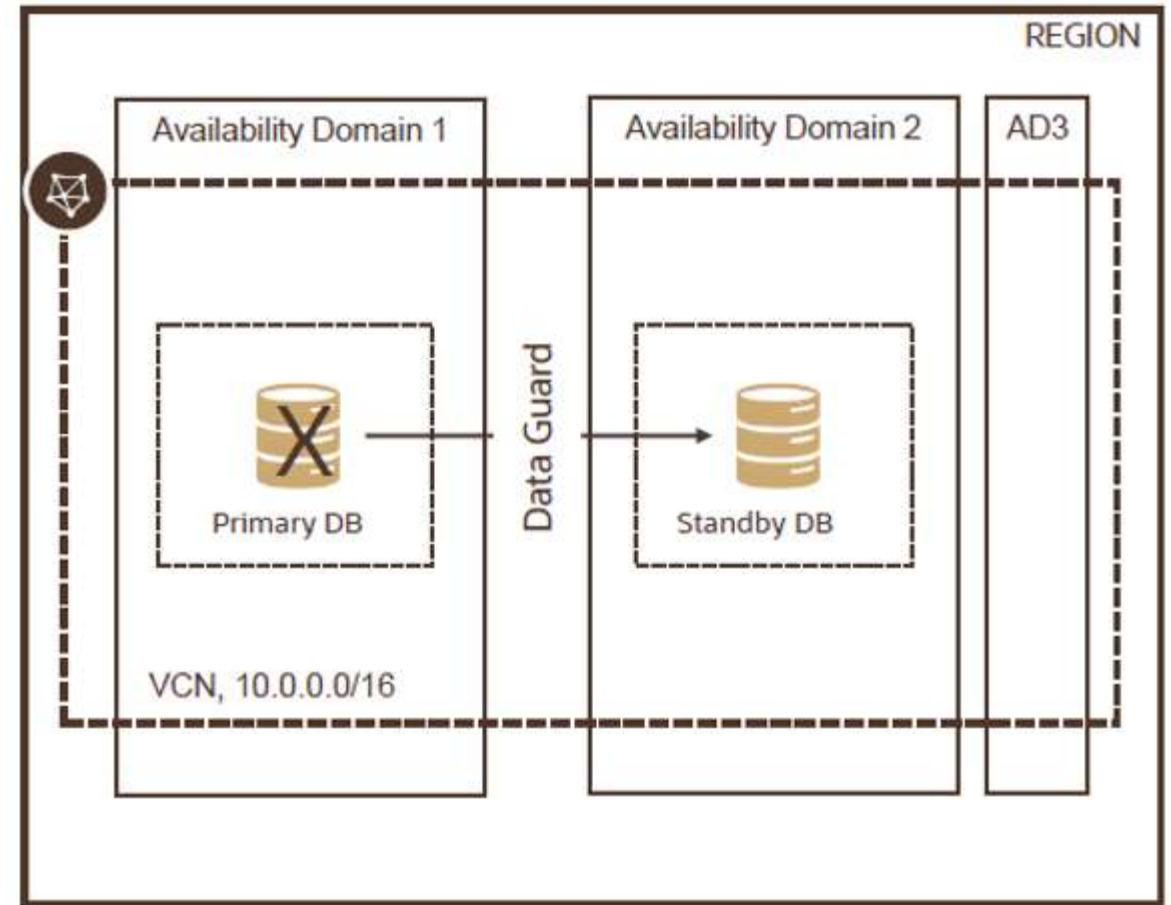 REGION
Availability Domain 1
Availability Domain 2
AD3
X
Primary DB
Data Guard
Standby DB
VCN, 10.0.0.0/16